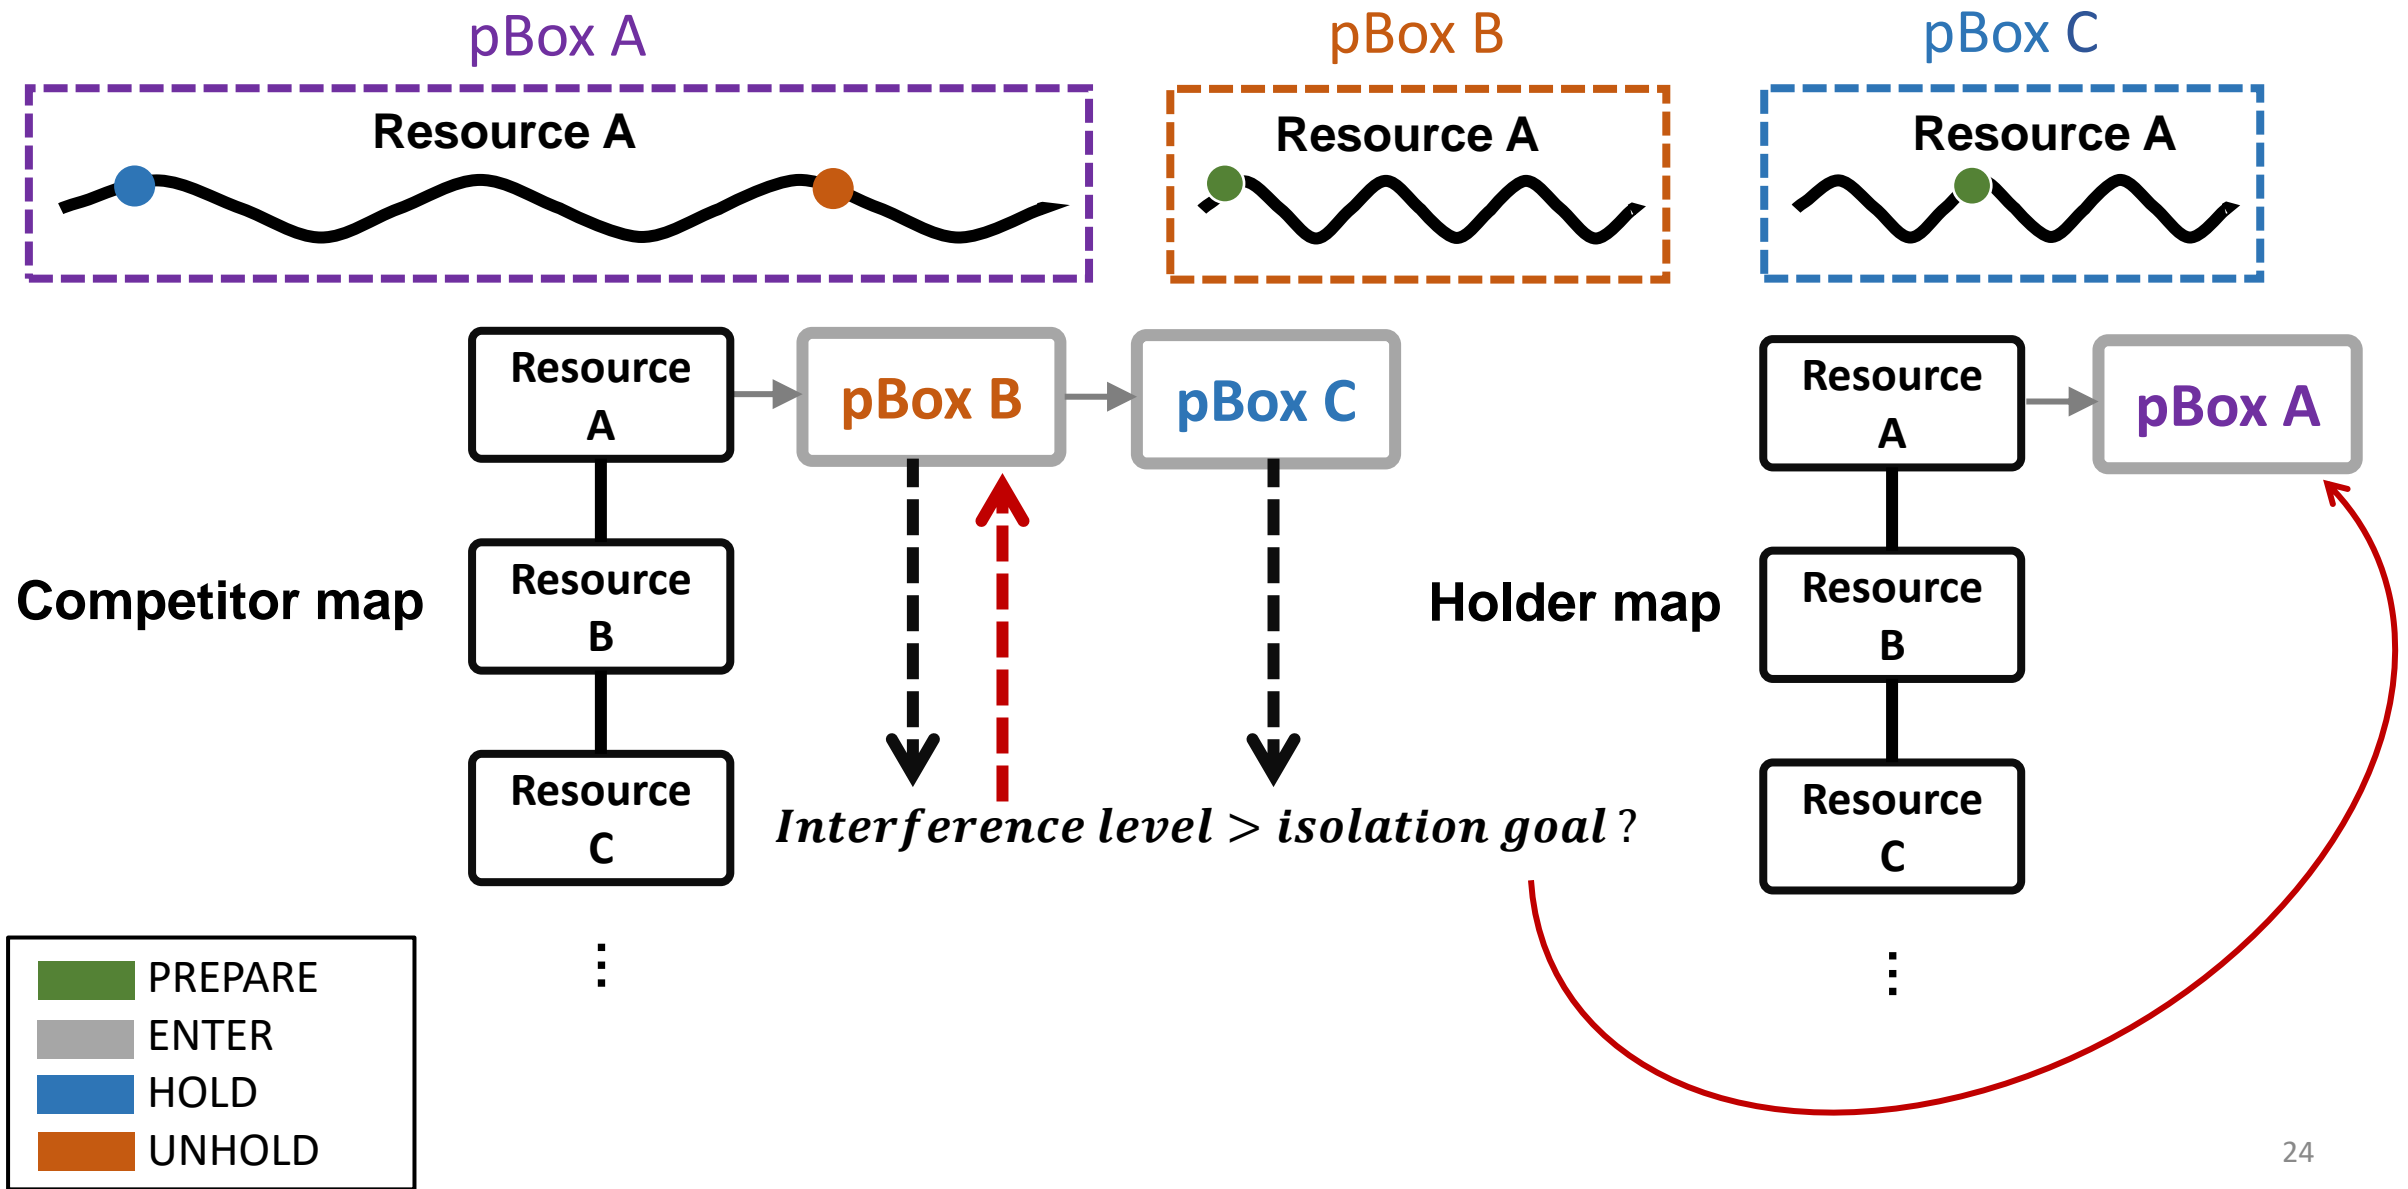 pBox A
pBox B
pBox C
Resource A
Resource A
Resource A
Resource
A
pBox B
pBox C
Resource
A
pBox A
Competitor map
Resource
B
Holder map
Resource
B
Resource
C
Interference level > isolation goal ?
Resource
C
⋮
⋮
PREPARE
ENTER
HOLD
UNHOLD
24